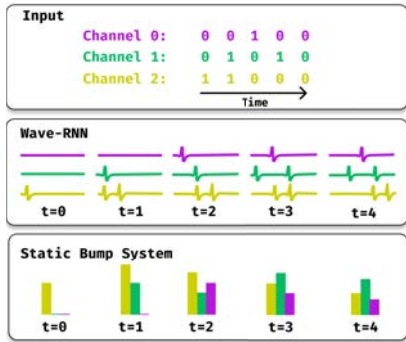 Input
Channel 0: 0 0 1 0 0
Channel 1: 0 1 0 1 0
Channel 2: 1 1 0 0 0
Time
Wave-RNN
t=0 t=1 t=2 t=3 t=4
Static Bump System
t=0 t=1 t=2 t=3 t=4